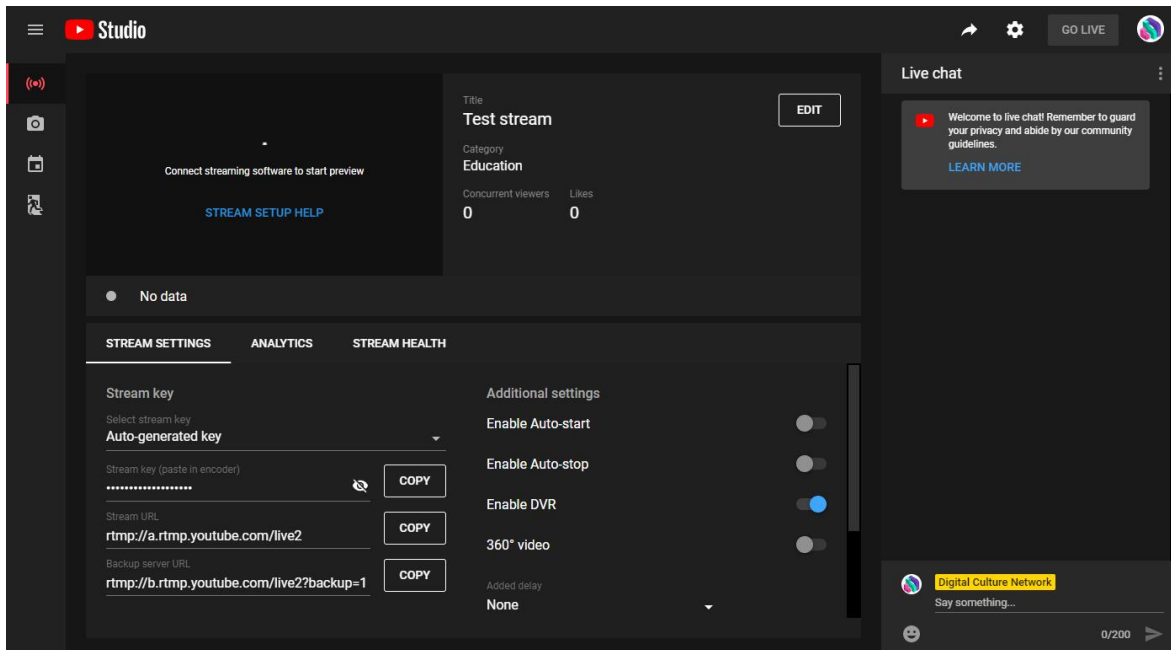 Studio
GO LIVE
Connect streaming software to start preview
STREAM SETUP HELP
Title
Test stream
EDIT
Category
Education
Concurrent viewers Likes
0 0
No data
STREAM SETTINGS ANALYTICS STREAM HEALTH
Stream key
Select stream key
Auto-generated key
Stream key (paste in encoder)
•••••••••••••••••••
COPY
Stream URL
rtmp://a.rtmp.youtube.com/live2
COPY
Backup server URL
rtmp://b.rtmp.youtube.com/live2?backup=1
COPY
Additional settings
Enable Auto-start
Enable Auto-stop
Enable DVR
360° video
Added delay
None
Live chat
Welcome to live chat! Remember to guard
your privacy and abide by our community
guidelines.
LEARN MORE
Digital Culture Network
Say something...
0/200